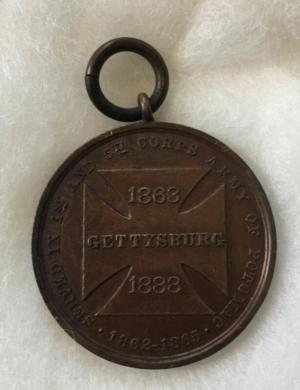 SERVED IN 1ST AND 5TH CORPS ARMY OF POTOMAC
1863
GETTYSBURG
1888
· 1862-1865 ·